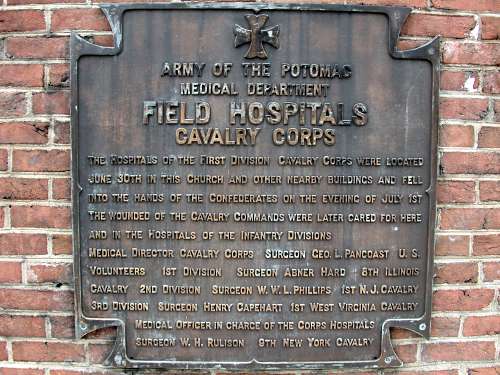 ARMY OF THE POTOMAC
MEDICAL DEPARTMENT
FIELD HOSPITALS
CAVALRY CORPS
THE HOSPITALS OF THE FIRST DIVISION CAVALRY CORPS WERE LOCATED
JUNE 30TH IN THIS CHURCH AND OTHER NEARBY BUILDINGS AND FELL
INTO THE HANDS OF THE CONFEDERATES ON THE EVENING OF JULY 1ST
THE WOUNDED OF THE CAVALRY COMMANDS WERE LATER CARED FOR HERE
AND IN THE HOSPITALS OF THE INFANTRY DIVISIONS
MEDICAL DIRECTOR CAVALRY CORPS SURGEON GEO. L. PANCOAST U. S.
VOLUNTEERS 1ST DIVISION SURGEON ABNER HARD 8TH ILLINOIS
CAVALRY 2ND DIVISION SURGEON W. W. L. PHILLIPS 1ST N. J. CAVALRY
3RD DIVISION SURGEON HENRY CAPEHART 1ST WEST VIRGINIA CAVALRY
MEDICAL OFFICER IN CHARGE OF THE CORPS HOSPITALS
SURGEON W. H. RULISON 9TH NEW YORK CAVALRY